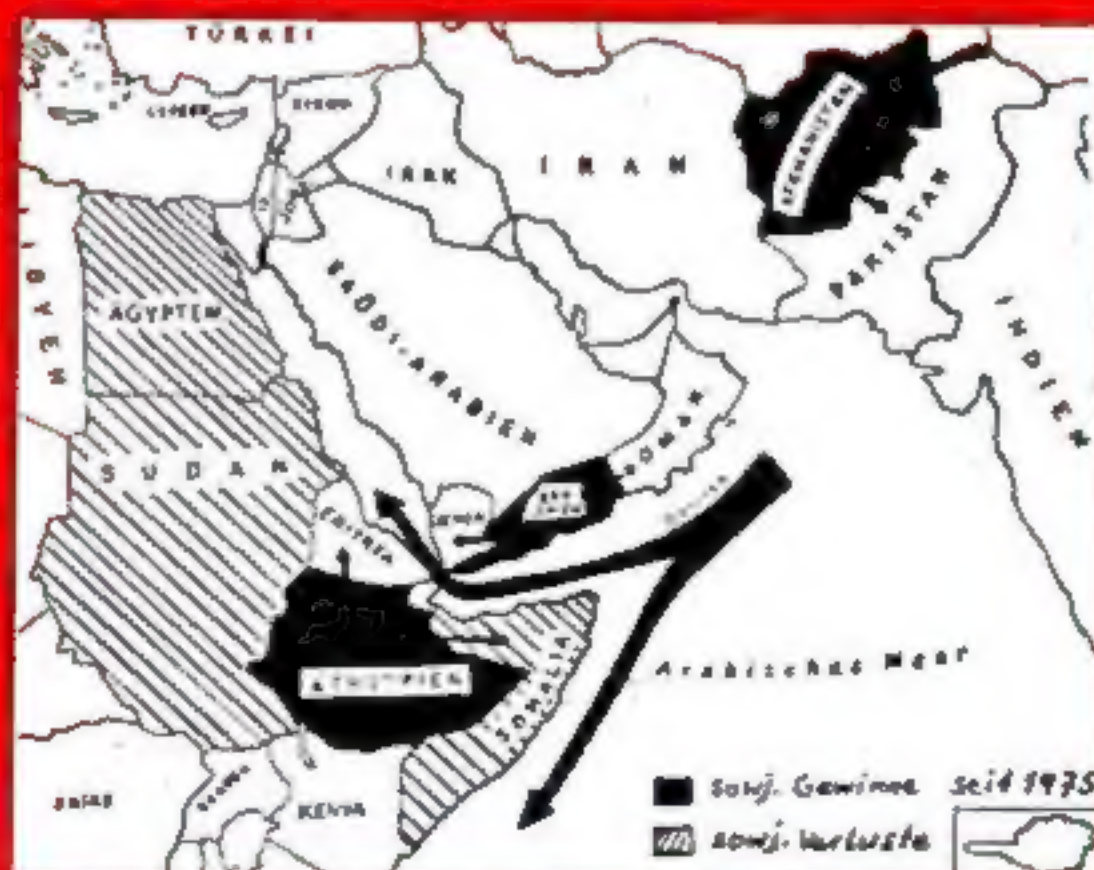 TÜRKEI
IRAK
IRAN
AFGHANISTAN
PAKISTAN
INDIEN
ÄGYPTEN
SAUDI-ARABIEN
SUDAN
OMAN
ERITREA
ÄTHIOPIEN
SOMALIA
Arabisches Meer
KENYA
sowj. Gewinne seit 1975
sowj. Verluste